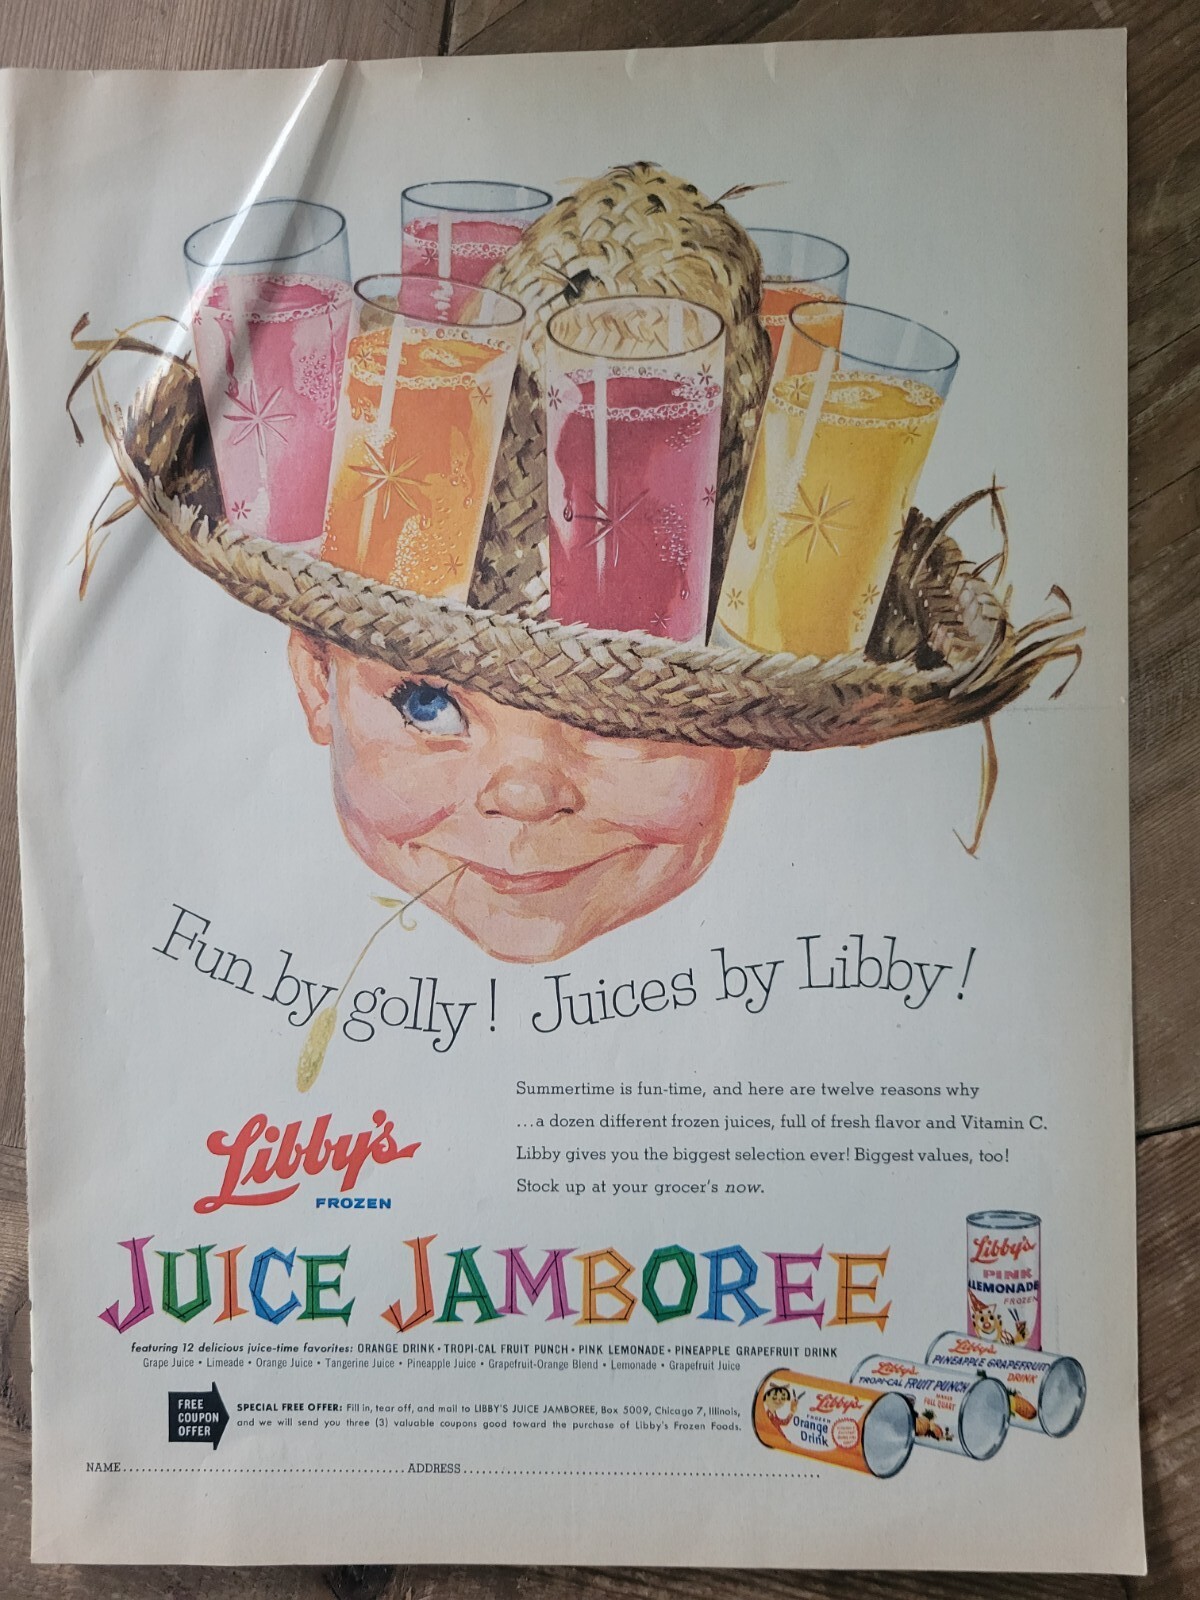 Fun by golly! Juices by Libby!
Summertime is fun-time, and here are twelve reasons why
...a dozen different frozen juices, full of fresh flavor and Vitamin C.
Libby gives you the biggest selection ever! Biggest values, too!
Stock up at your grocer's now.
Libby's
FROZEN
JUICE JAMBOREE
featuring 12 delicious juice-time favorites: ORANGE DRINK • TROPI-CAL FRUIT PUNCH • PINK LEMONADE • PINEAPPLE GRAPEFRUIT DRINK
Grape Juice • Limeade • Orange Juice • Tangerine Juice • Pineapple Juice • Grapefruit-Orange Blend • Lemonade • Grapefruit Juice
FREE
COUPON
OFFER
SPECIAL FREE OFFER: Fill in, tear off, and mail to LIBBY'S JUICE JAMBOREE, Box 5009, Chicago 7, Illinois,
and we will send you three (3) valuable coupons good toward the purchase of Libby's Frozen Foods.
NAME ADDRESS
Libby's
PINK
LEMONADE
FROZEN
Libby's
PINEAPPLE GRAPEFRUIT
DRINK
Libby's
TROPI-CAL FRUIT PUNCH
MAKES
FULL QUART
Libby's
FROZEN
Orange
Drink